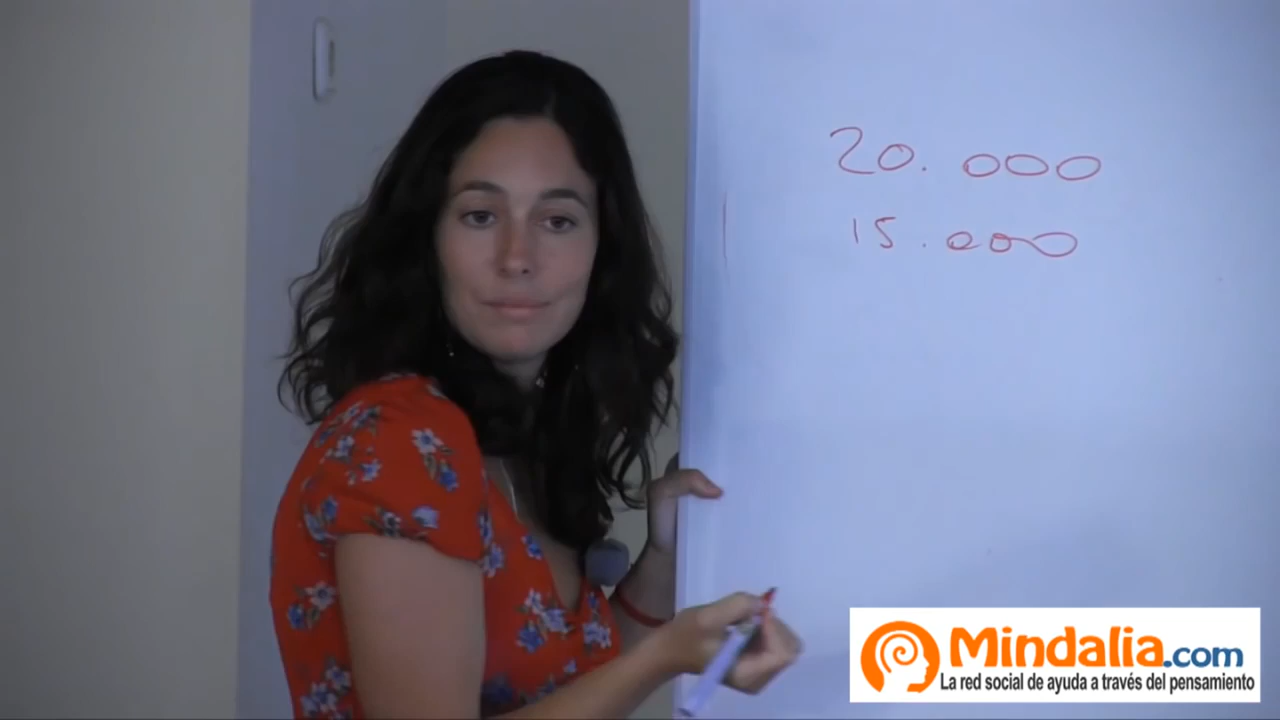 20.000
15.000
Mindalia.com
La red social de ayuda a través del pensamiento